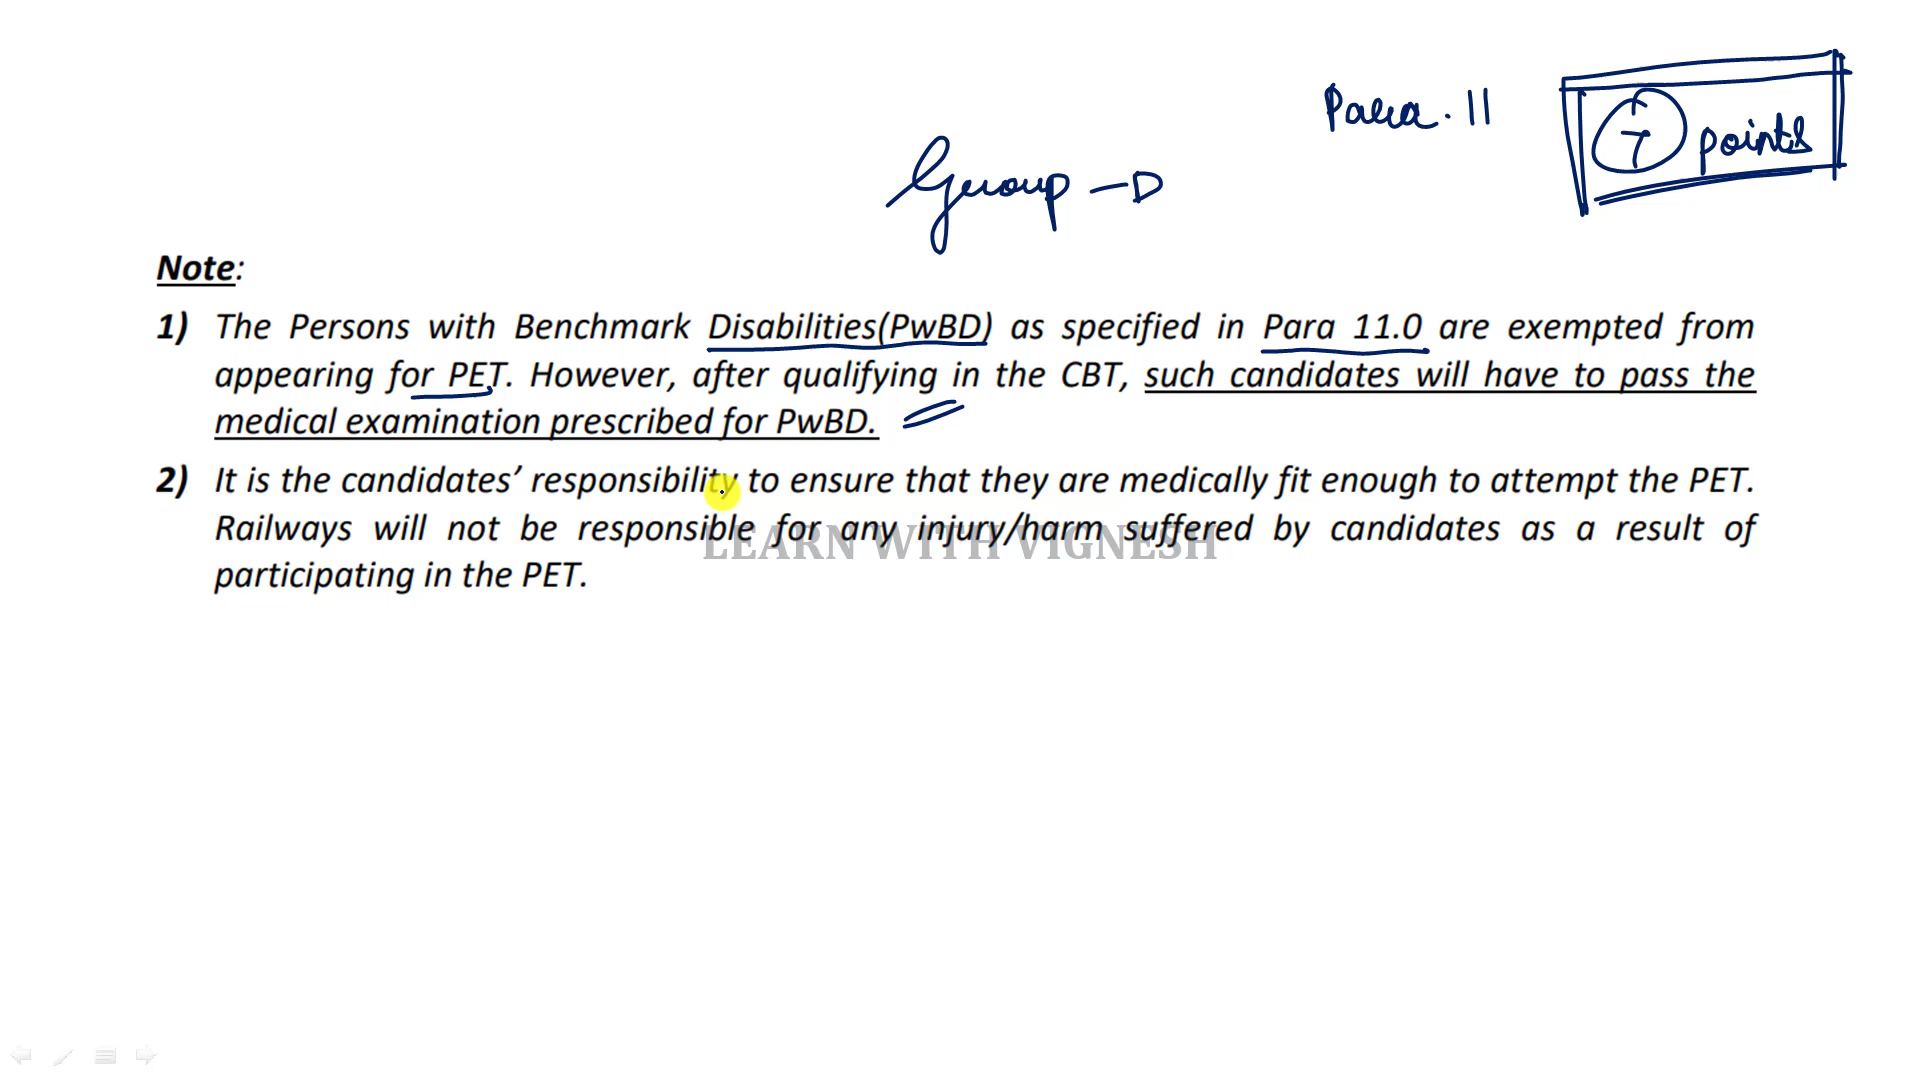 Para. 11
7 points
Group - D
Note:
1) The Persons with Benchmark Disabilities(PwBD) as specified in Para 11.0 are exempted from
appearing for PET. However, after qualifying in the CBT, such candidates will have to pass the
medical examination prescribed for PwBD.
2) It is the candidates’ responsibility to ensure that they are medically fit enough to attempt the PET.
Railways will not be responsible for any injury/harm suffered by candidates as a result of
LEARN WITH VIGNESH
participating in the PET.